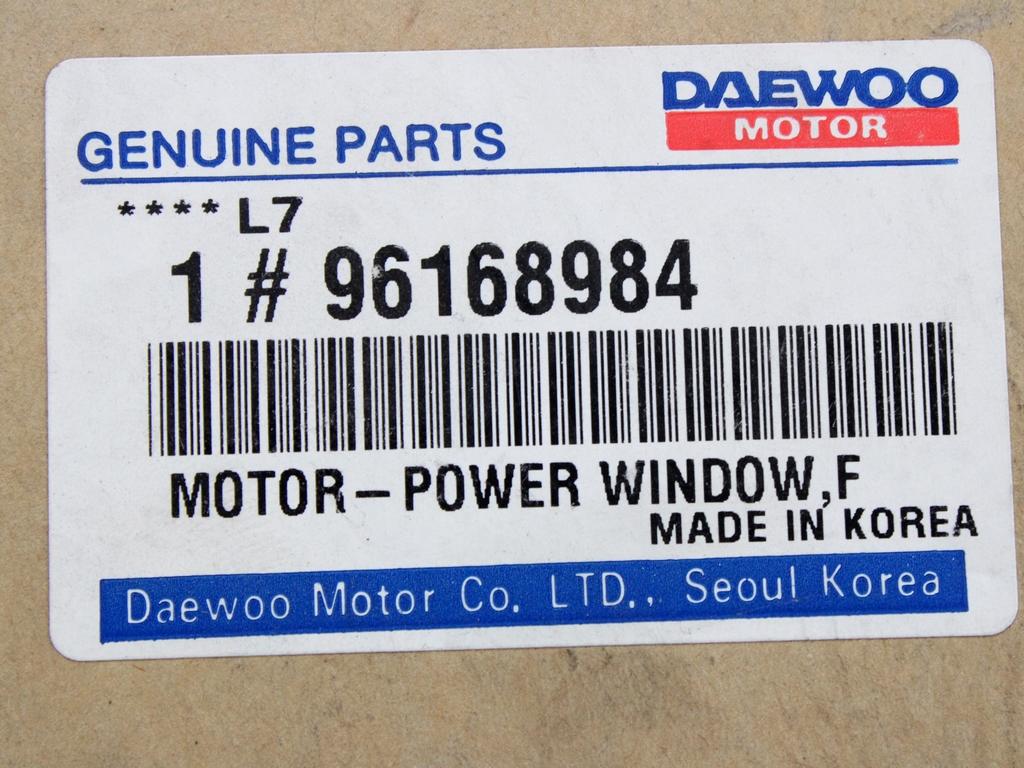 DAEWOO
MOTOR
GENUINE PARTS
**** L7
1 # 96168984
MOTOR-POWER WINDOW,F
MADE IN KOREA
Daewoo Motor Co. LTD., Seoul Korea